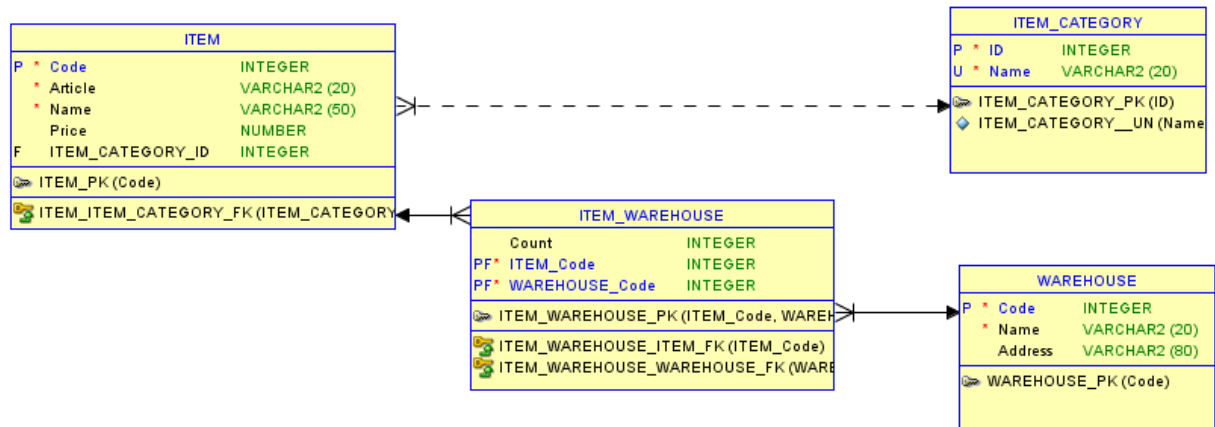 ITEM
P * Code INTEGER
* Article VARCHAR2 (20)
* Name VARCHAR2 (50)
Price NUMBER
F ITEM_CATEGORY_ID INTEGER
ITEM_PK (Code)
ITEM_ITEM_CATEGORY_FK (ITEM_CATEGORY
ITEM_CATEGORY
P * ID INTEGER
U * Name VARCHAR2 (20)
ITEM_CATEGORY_PK (ID)
ITEM_CATEGORY__UN (Name
ITEM_WAREHOUSE
Count INTEGER
PF* ITEM_Code INTEGER
PF* WAREHOUSE_Code INTEGER
ITEM_WAREHOUSE_PK (ITEM_Code, WAREH
ITEM_WAREHOUSE_ITEM_FK (ITEM_Code)
ITEM_WAREHOUSE_WAREHOUSE_FK (WARE
WAREHOUSE
P * Code INTEGER
* Name VARCHAR2 (20)
Address VARCHAR2 (80)
WAREHOUSE_PK (Code)